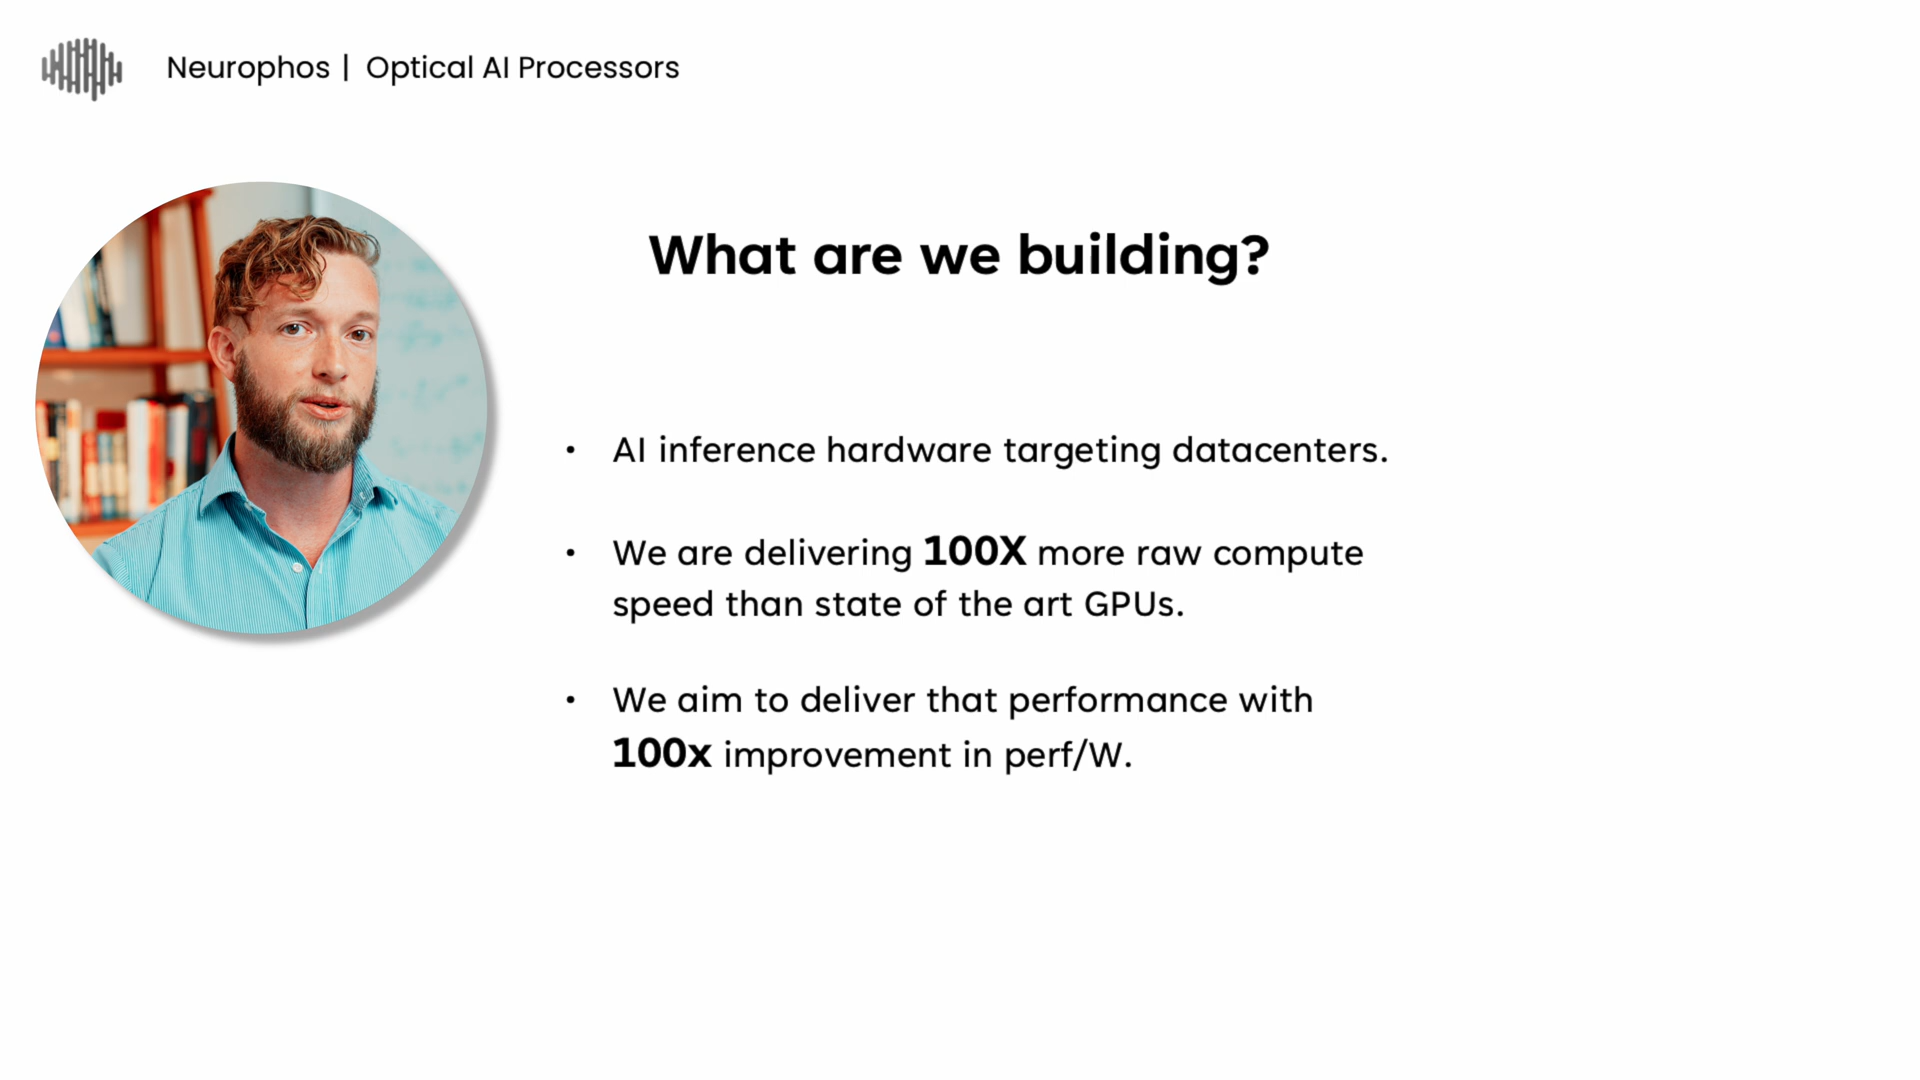 Neurophos | Optical AI Processors
What are we building?
• AI inference hardware targeting datacenters.
• We are delivering 100X more raw compute
speed than state of the art GPUs.
• We aim to deliver that performance with
100x improvement in perf/W.